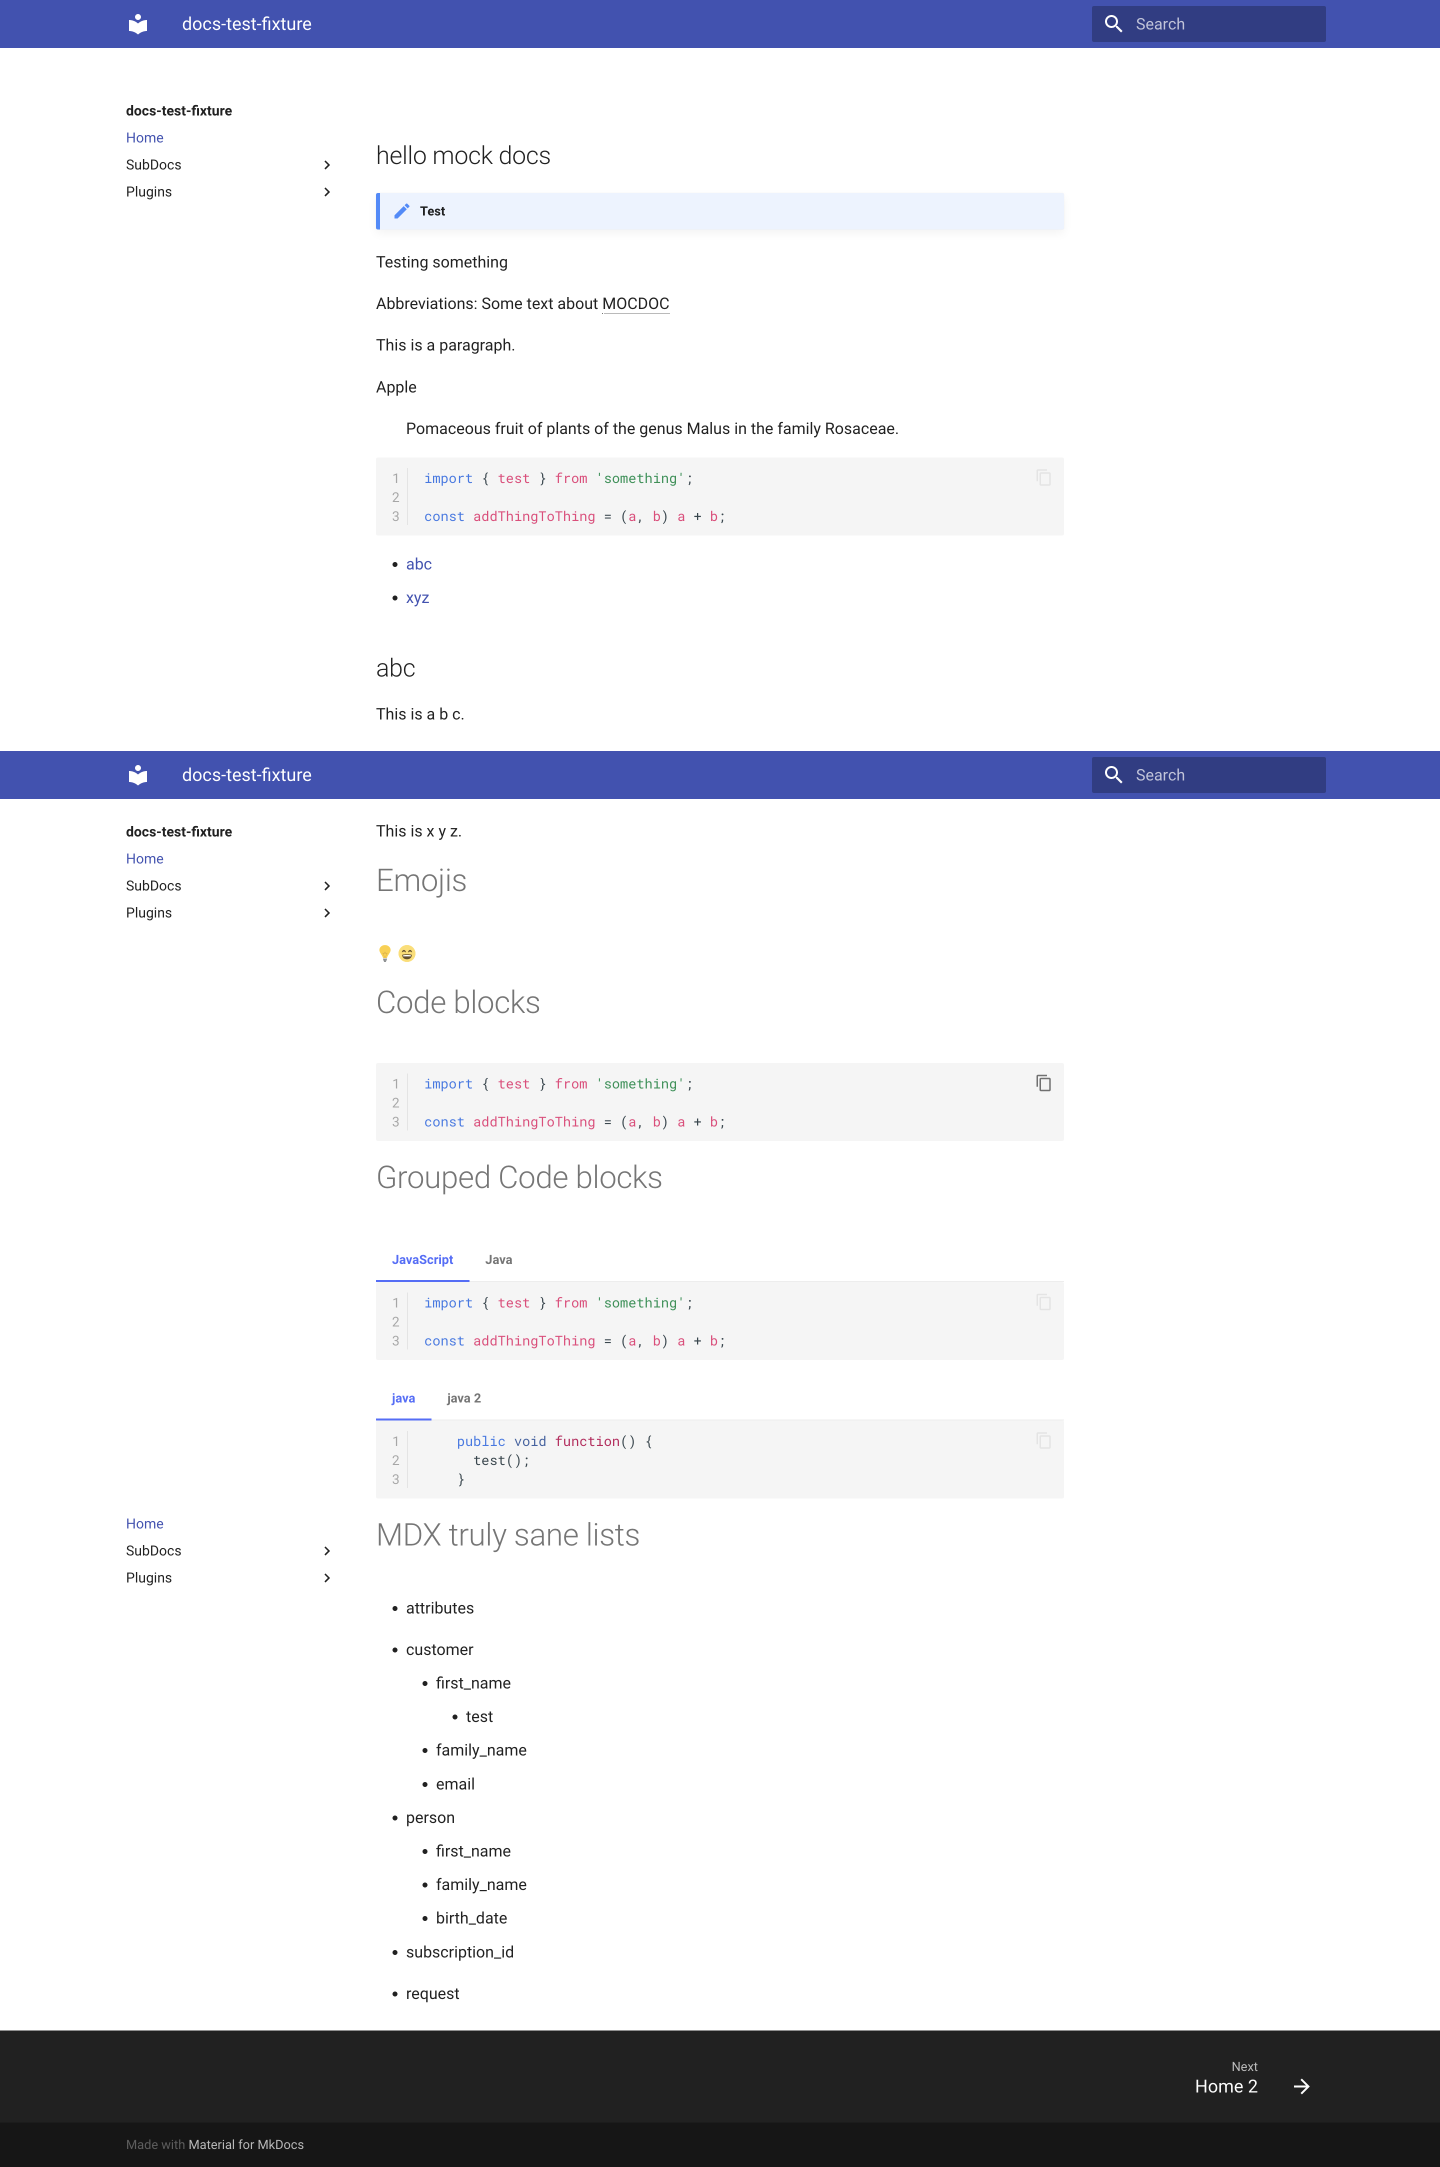 docs-test-fixture
Search
docs-test-fixture
Home
SubDocs
Plugins
hello mock docs
Test
Testing something
Abbreviations: Some text about MOCDOC
This is a paragraph.
Apple
Pomaceous fruit of plants of the genus Malus in the family Rosaceae.
1 import { test } from 'something';
2
3 const addThingToThing = (a, b) a + b;
• abc
• xyz
abc
This is a b c.
docs-test-fixture
Search
docs-test-fixture
Home
SubDocs
Plugins
This is x y z.
Emojis
💡 😄
Code blocks
1 import { test } from 'something';
2
3 const addThingToThing = (a, b) a + b;
Grouped Code blocks
JavaScript Java
1 import { test } from 'something';
2
3 const addThingToThing = (a, b) a + b;
java java 2
1     public void function() {
2       test();
3     }
Home
SubDocs
Plugins
MDX truly sane lists
• attributes
• customer
• first_name
• test
• family_name
• email
• person
• first_name
• family_name
• birth_date
• subscription_id
• request
Next
Home 2
Made with Material for MkDocs